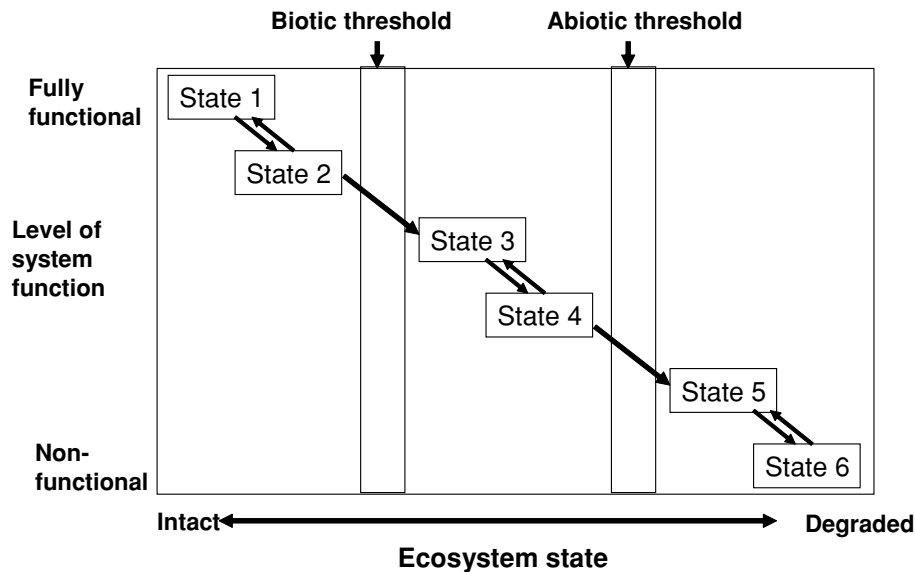 Biotic threshold
Abiotic threshold
Fully
functional
State 1
State 2
Level of
system
function
State 3
State 4
State 5
Non-
functional
State 6
Intact
Degraded
Ecosystem state